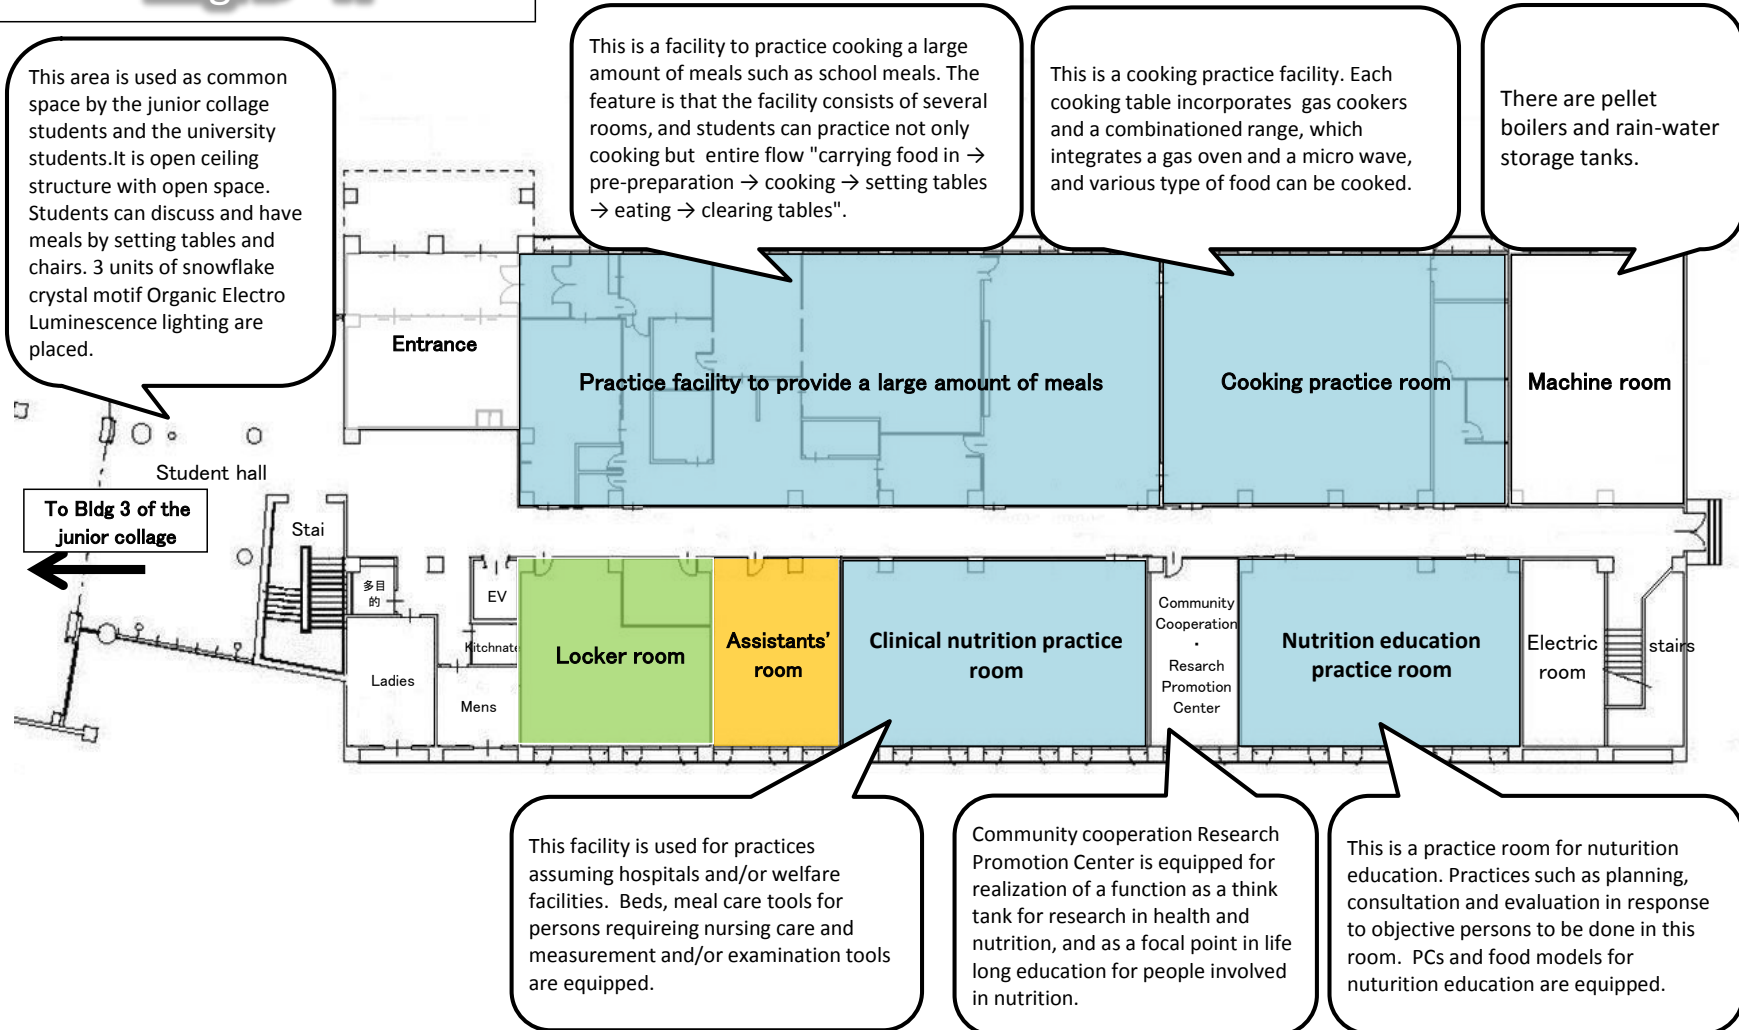 This area is used as common
space by the junior collage
students and the university
students.It is open ceiling
structure with open space.
Students can discuss and have
meals by setting tables and
chairs. 3 units of snowflake
crystal motif Organic Electro
Luminescence lighting are
placed.
This is a facility to practice cooking a large
amount of meals such as school meals. The
feature is that the facility consists of several
rooms, and students can practice not only
cooking but entire flow "carrying food in →
pre-preparation → cooking → setting tables
→ eating → clearing tables".
This is a cooking practice facility. Each
cooking table incorporates gas cookers
and a combinationed range, which
integrates a gas oven and a micro wave,
and various type of food can be cooked.
There are pellet
boilers and rain-water
storage tanks.
Entrance
Practice facility to provide a large amount of meals
Cooking practice room
Machine room
Student hall
To Bldg 3 of the
junior collage
Stai
多目
的
EV
Kitchnate
Ladies
Mens
Locker room
Assistants'
room
Clinical nutrition practice
room
Community
Cooperation
・
Resarch
Promotion
Center
Nutrition education
practice room
Electric
room
stairs
This facility is used for practices
assuming hospitals and/or welfare
facilities. Beds, meal care tools for
persons requireing nursing care and
measurement and/or examination tools
are equipped.
Community cooperation Research
Promotion Center is equipped for
realization of a function as a think
tank for research in health and
nutrition, and as a focal point in life
long education for people involved
in nutrition.
This is a practice room for nuturition
education. Practices such as planning,
consultation and evaluation in response
to objective persons to be done in this
room. PCs and food models for
nuturition education are equipped.